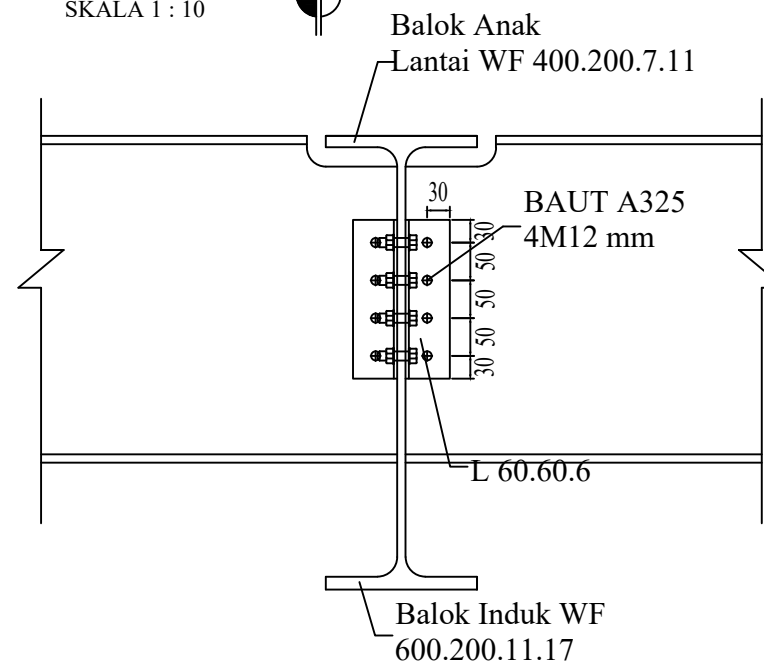 SKALA 1 : 10
Balok Anak
Lantai WF 400.200.7.11
30
BAUT A325
4M12 mm
30
50
50
50
30
L 60.60.6
Balok Induk WF
600.200.11.17